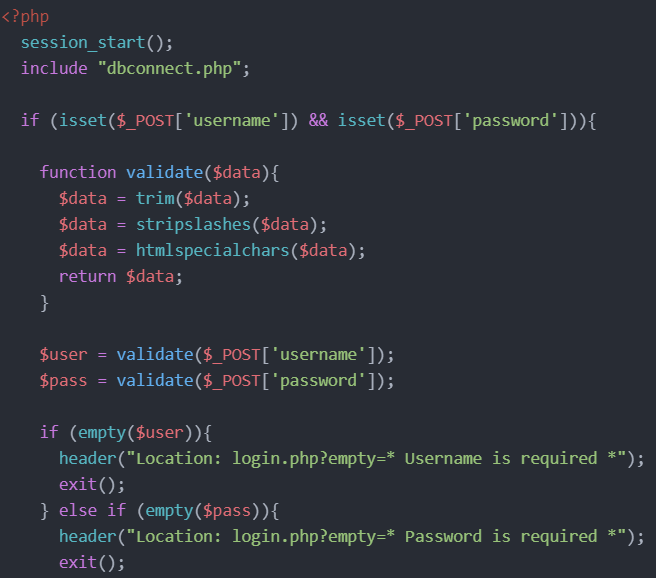 <?php
session_start();
include "dbconnect.php";
if (isset($_POST['username']) && isset($_POST['password'])){
function validate($data){
$data = trim($data);
$data = stripslashes($data);
$data = htmlspecialchars($data);
return $data;
}
$user = validate($_POST['username']);
$pass = validate($_POST['password']);
if (empty($user)){
header("Location: login.php?empty=* Username is required *");
exit();
} else if (empty($pass)){
header("Location: login.php?empty=* Password is required *");
exit();